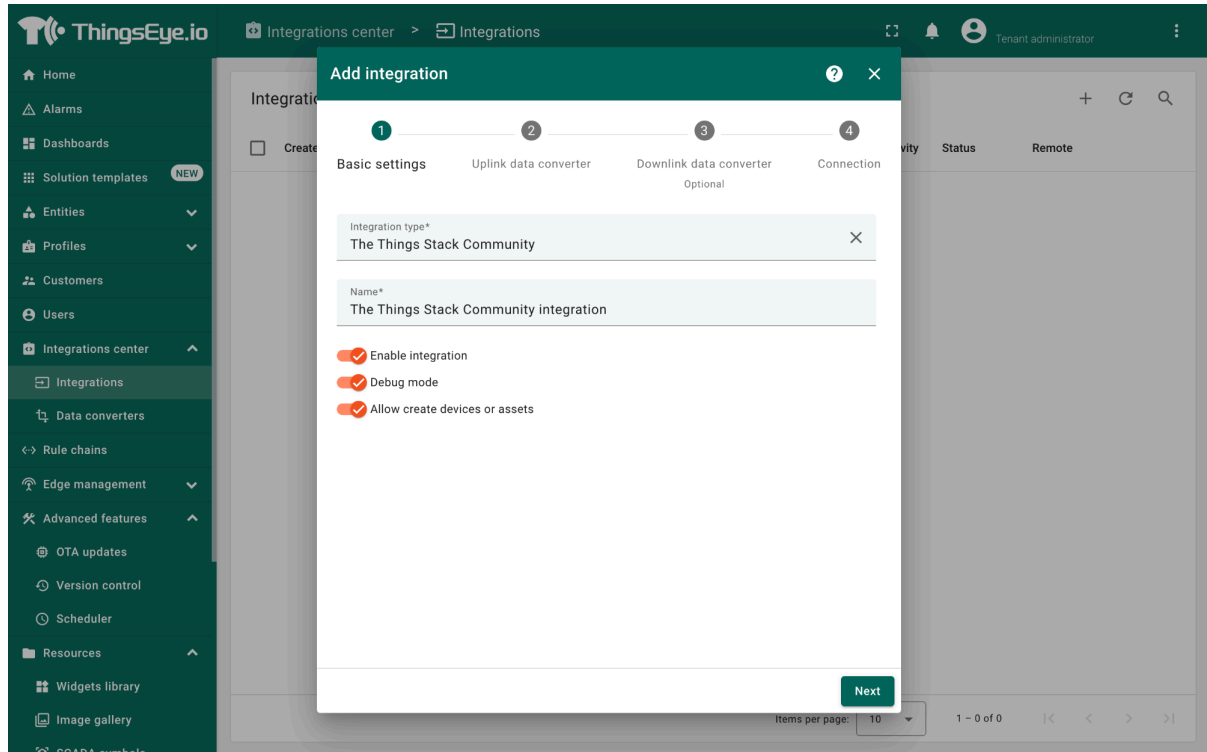 ThingsEye.io
Integrations center > Integrations
Tenant administrator
Home
Alarms
Dashboards
Solution templates NEW
Entities
Profiles
Customers
Users
Integrations center
Integrations
Data converters
Rule chains
Edge management
Advanced features
OTA updates
Version control
Scheduler
Resources
Widgets library
Image gallery
Add integration
1 2 3 4
Basic settings Uplink data converter Downlink data converter Connection
Optional
Integration type*
The Things Stack Community
Name*
The Things Stack Community integration
Enable integration
Debug mode
Allow create devices or assets
Next
Status Remote
Items per page: 10 1 – 0 of 0